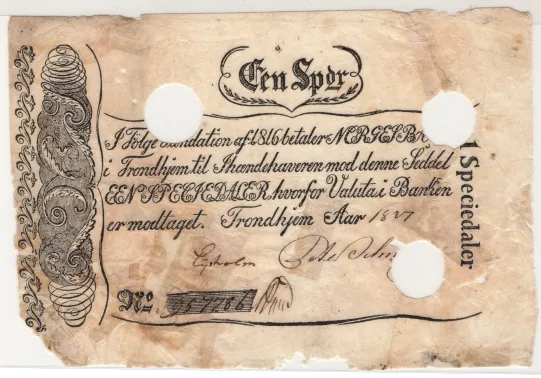 Een Spdr
I Følge Fundation af 1816 betaler NORGES B
i Trondhjem til Ihændehaveren mod denne Seddel
EEN SPECIEDALER, hvorfor Valuta i Banken
er modtaget. Trondhjem Aar 1827
No 957786
1 Speciedaler